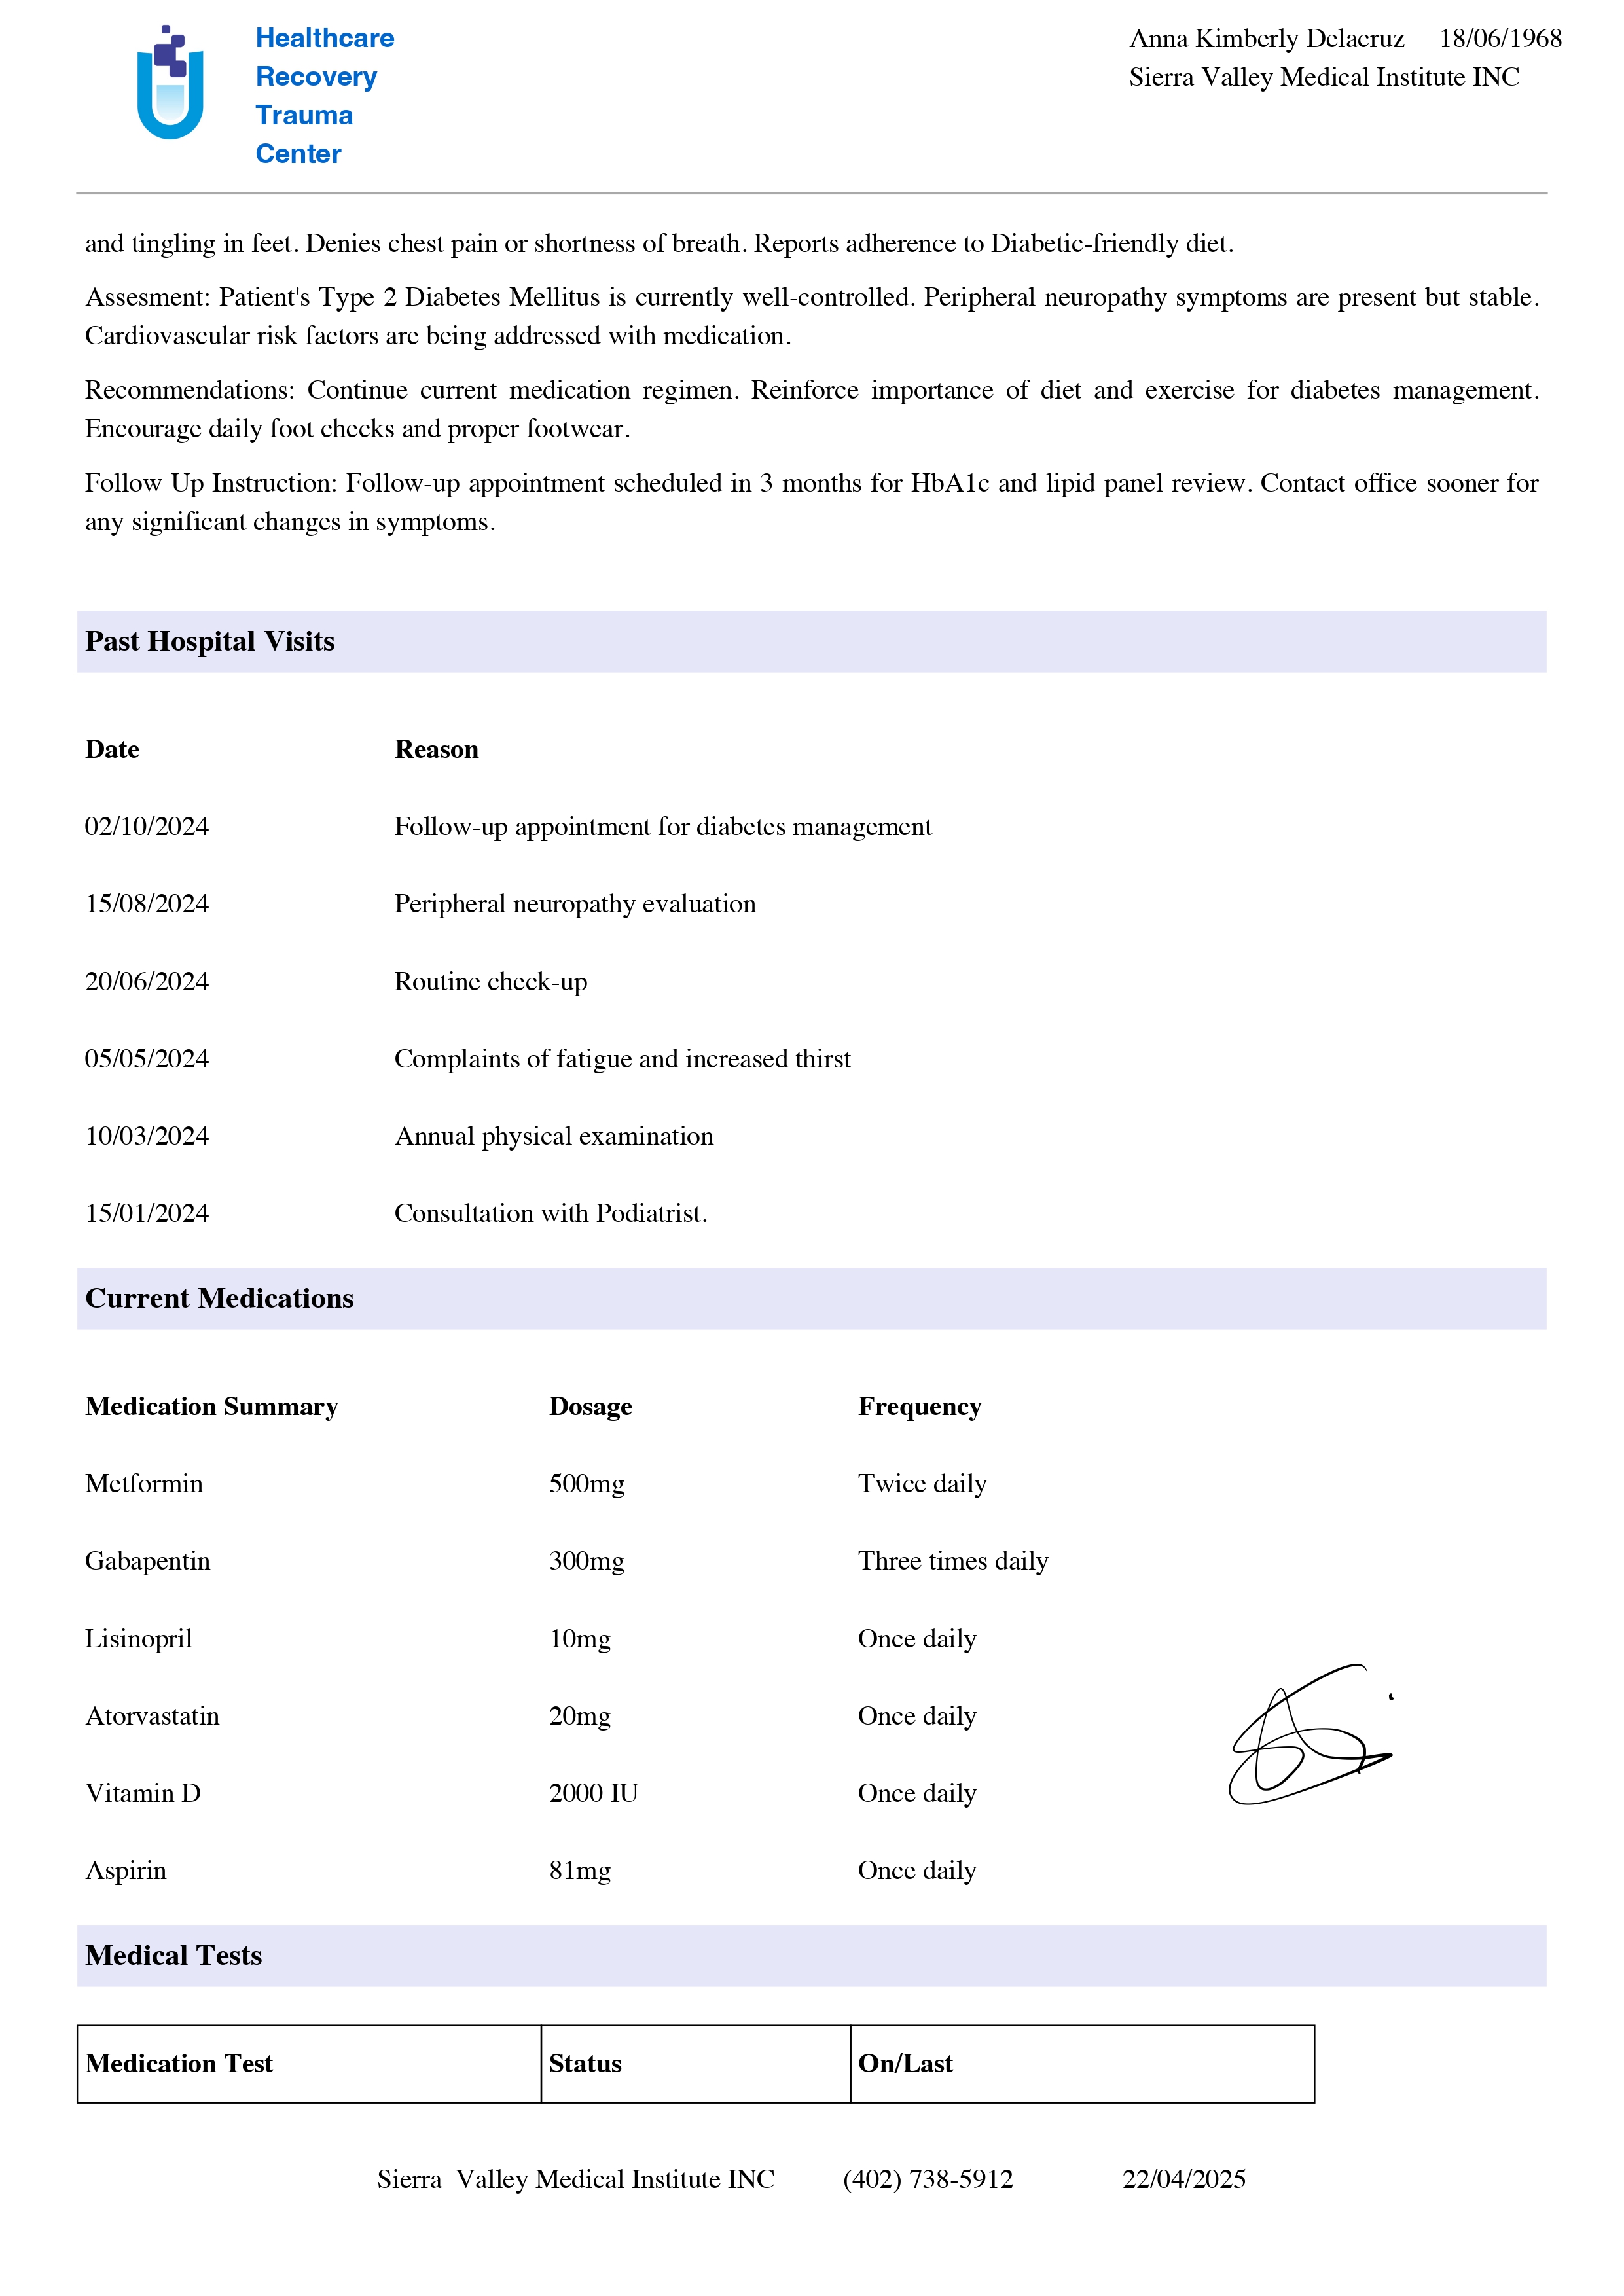 Healthcare
Recovery
Trauma
Center
Anna Kimberly Delacruz 18/06/1968
Sierra Valley Medical Institute INC
and tingling in feet. Denies chest pain or shortness of breath. Reports adherence to Diabetic-friendly diet.
Assesment: Patient's Type 2 Diabetes Mellitus is currently well-controlled. Peripheral neuropathy symptoms are present but stable.
Cardiovascular risk factors are being addressed with medication.
Recommendations: Continue current medication regimen. Reinforce importance of diet and exercise for diabetes management.
Encourage daily foot checks and proper footwear.
Follow Up Instruction: Follow-up appointment scheduled in 3 months for HbA1c and lipid panel review. Contact office sooner for
any significant changes in symptoms.
Past Hospital Visits
Date Reason
02/10/2024 Follow-up appointment for diabetes management
15/08/2024 Peripheral neuropathy evaluation
20/06/2024 Routine check-up
05/05/2024 Complaints of fatigue and increased thirst
10/03/2024 Annual physical examination
15/01/2024 Consultation with Podiatrist.
Current Medications
Medication Summary Dosage Frequency
Metformin 500mg Twice daily
Gabapentin 300mg Three times daily
Lisinopril 10mg Once daily
Atorvastatin 20mg Once daily
Vitamin D 2000 IU Once daily
Aspirin 81mg Once daily
Medical Tests
Medication Test Status On/Last
Sierra Valley Medical Institute INC (402) 738-5912 22/04/2025